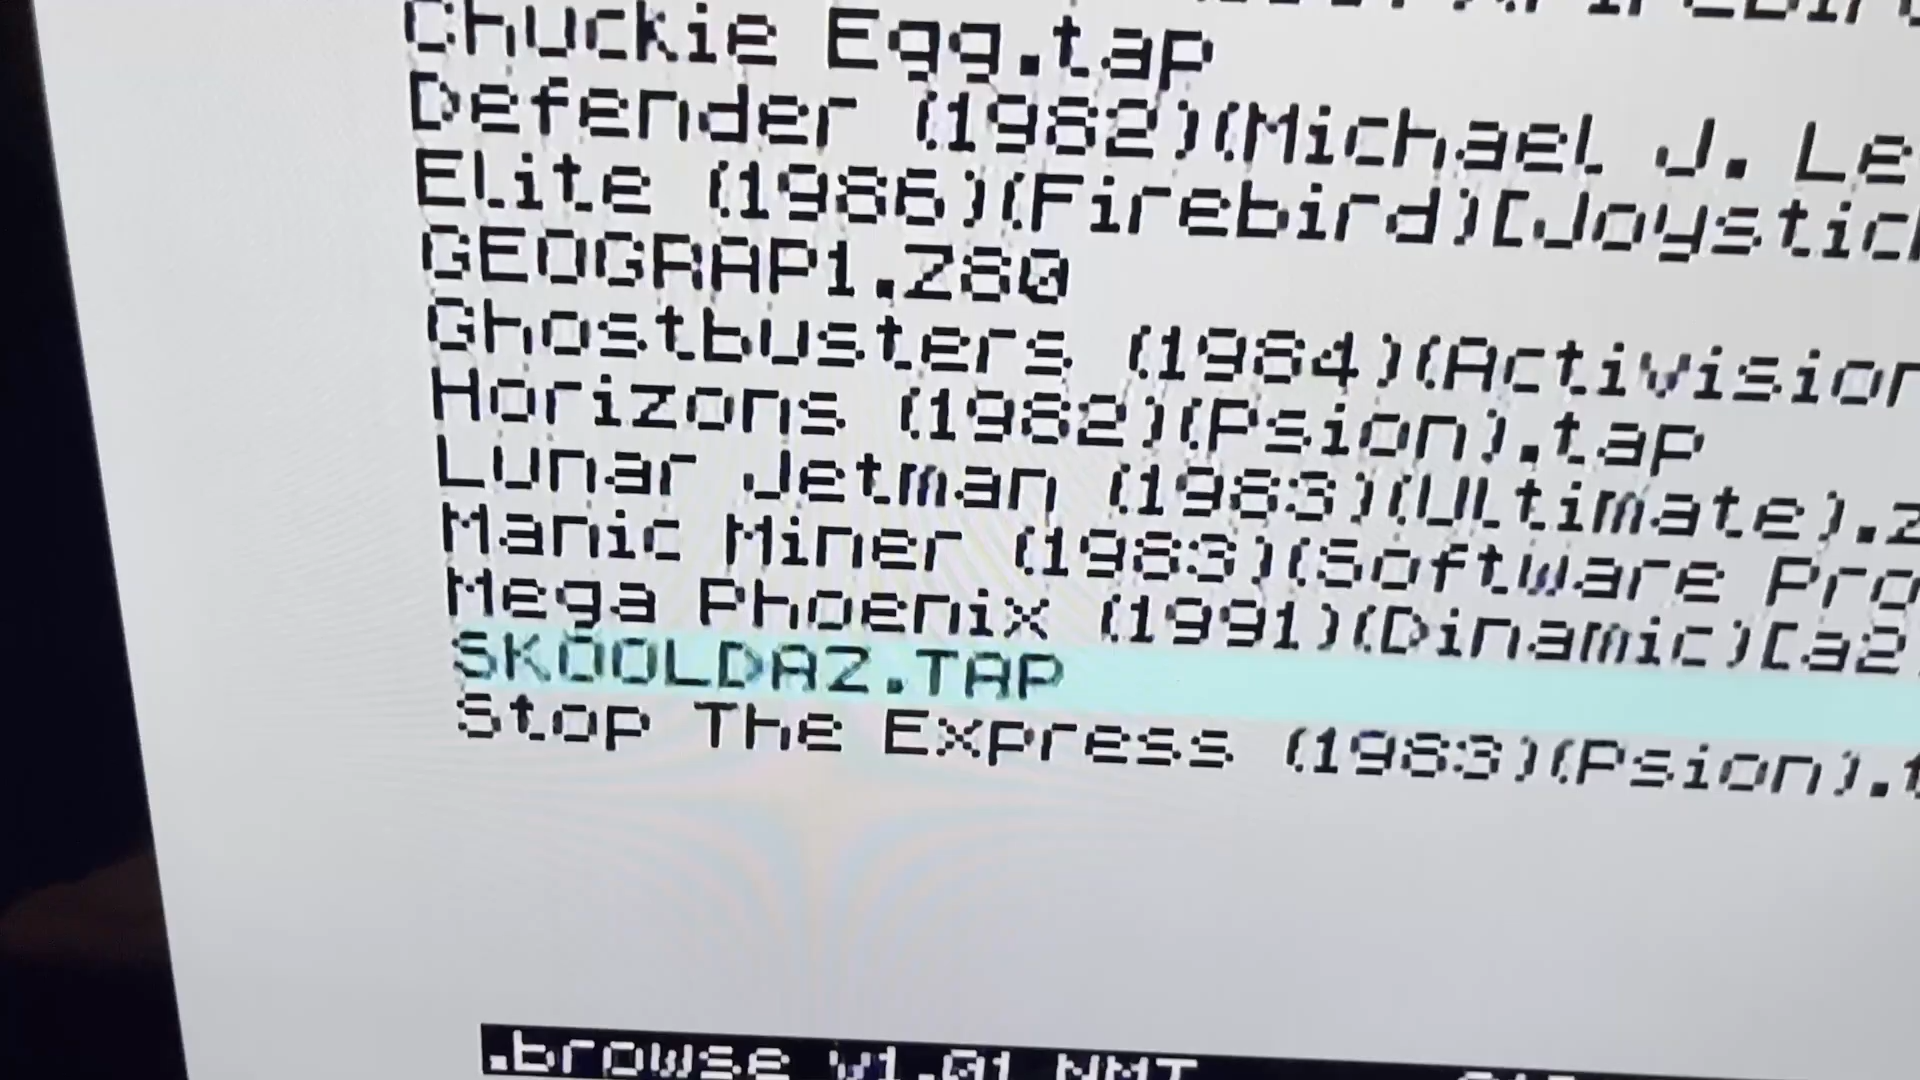 Chuckie Egg.tap
Defender (1982)(Michael J. Le
Elite (1986)(Firebird)[Joystick
GEOGRAP1.Z80
Ghostbusters (1984)(Activision
Horizons (1982)(Psion).tap
Lunar Jetman (1983)(Ultimate).z
Manic Miner (1983)(Software Pro
Mega Phoenix (1991)(Dinamic)[a2
SKOOLDAZ.TAP
Stop The Express (1983)(Psion).t
.browse v1.01 NMI